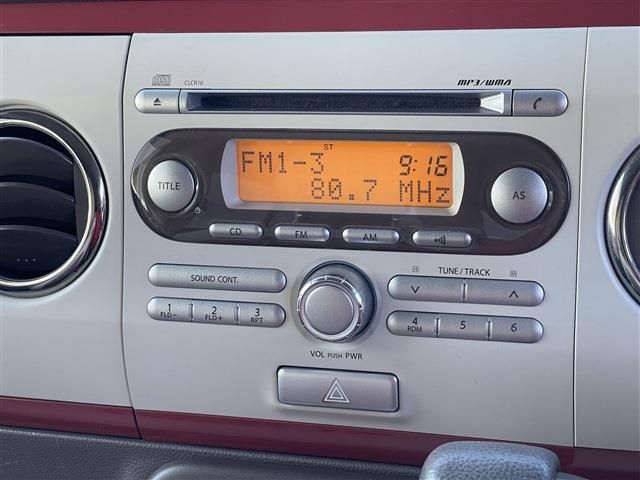 CLCR10
MP3/WMA
ST
FM1-3 9:16
80.7 MHz
TITLE
AS
CD FM AM
SOUND CONT.
TUNE / TRACK
1 FLD- 2 FLD+ 3 RPT
4 RDM 5 6
VOL PUSH PWR